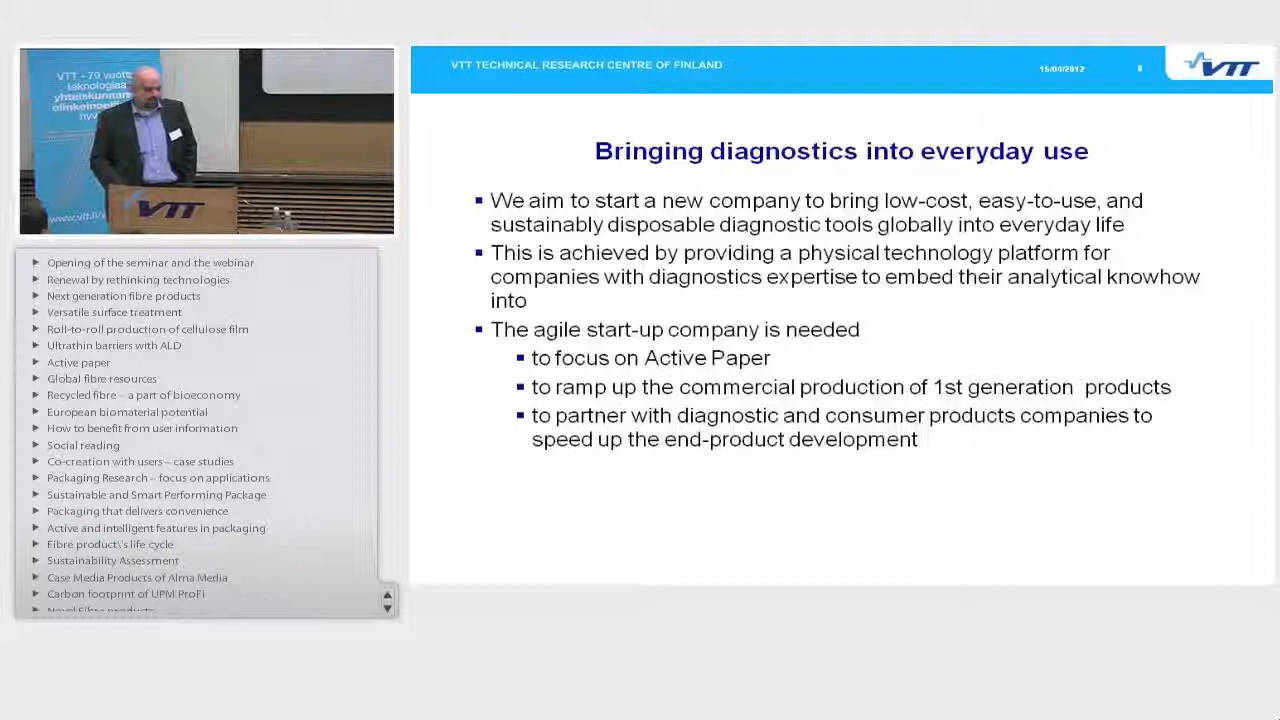 VTT - 70 vuotta
teknologiaa
yhteiskunnan
elinkeinoel
hyv
www.vtt.fi
VTT
Opening of the seminar and the webinar
Renewal by rethinking technologies
Next generation fibre products
Versatile surface treatment
Roll-to-roll production of cellulose film
Ultrathin barriers with ALD
Active paper
Global fibre resources
Recycled fibre – a part of bioeconomy
European biomaterial potential
How to benefit from user information
Social reading
Co-creation with users – case studies
Packaging Research – focus on applications
Sustainable and Smart Performing Package
Packaging that delivers convenience
Active and intelligent features in packaging
Fibre product\'s life cycle
Sustainability Assessment
Case Media Products of Alma Media
Carbon footprint of UPM ProFi
Novel Fibre products
VTT TECHNICAL RESEARCH CENTRE OF FINLAND
15/04/2012
8
VTT
Bringing diagnostics into everyday use
▪ We aim to start a new company to bring low-cost, easy-to-use, and
sustainably disposable diagnostic tools globally into everyday life
▪ This is achieved by providing a physical technology platform for
companies with diagnostics expertise to embed their analytical knowhow
into
▪ The agile start-up company is needed
▪ to focus on Active Paper
▪ to ramp up the commercial production of 1st generation products
▪ to partner with diagnostic and consumer products companies to
speed up the end-product development